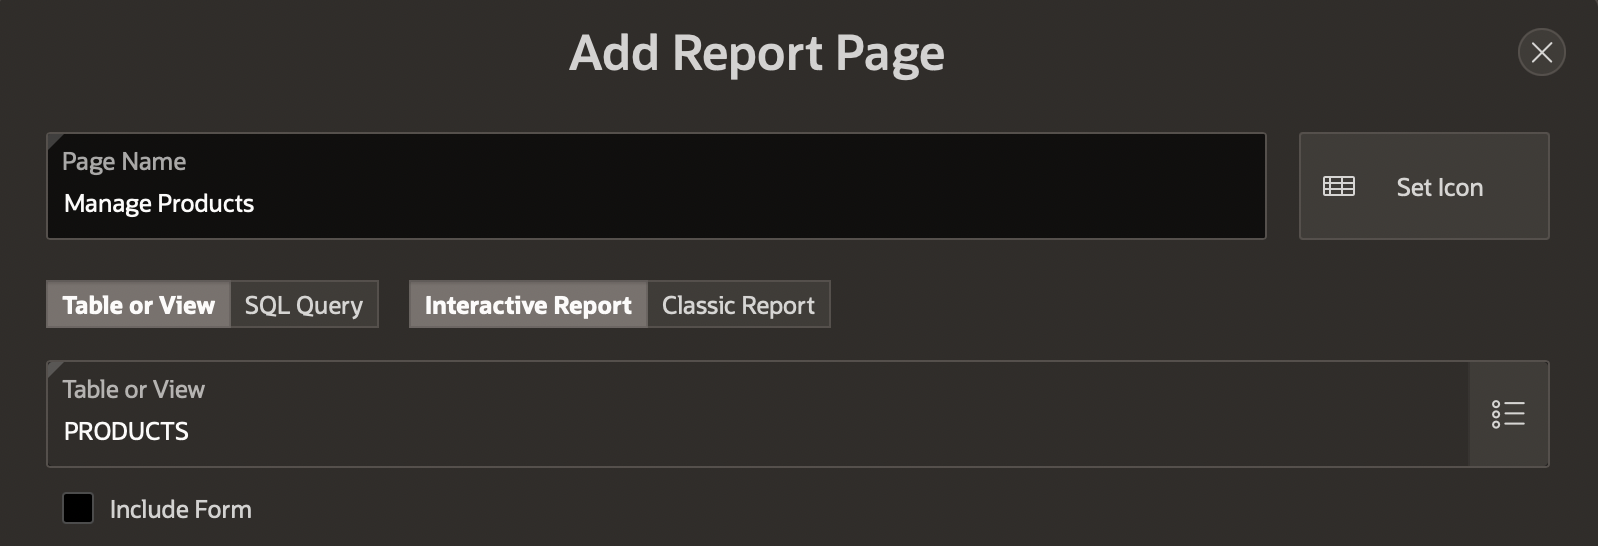 Add Report Page
Page Name
Manage Products
Set Icon
Table or View SQL Query Interactive Report Classic Report
Table or View
PRODUCTS
Include Form